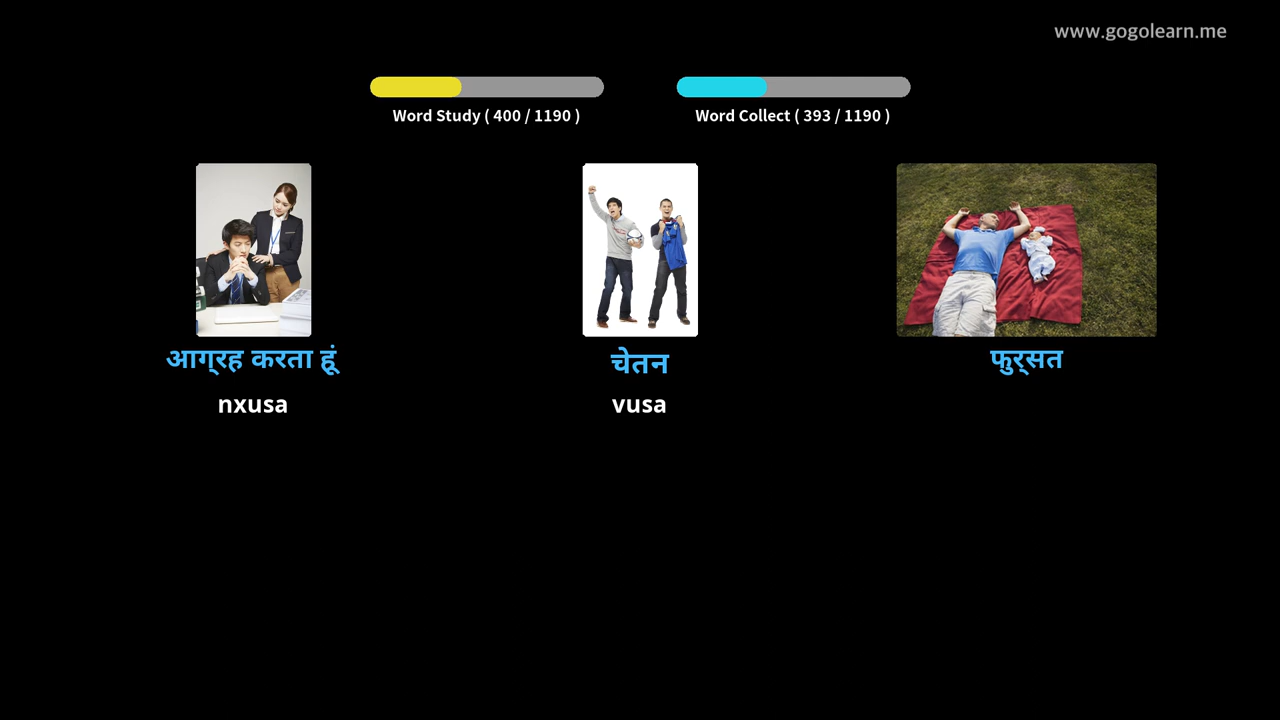 www.gogolearn.me
Word Study ( 400 / 1190 )
Word Collect ( 393 / 1190 )
आग्रह करता हूं
चेतन
फुर्सत
nxusa
vusa